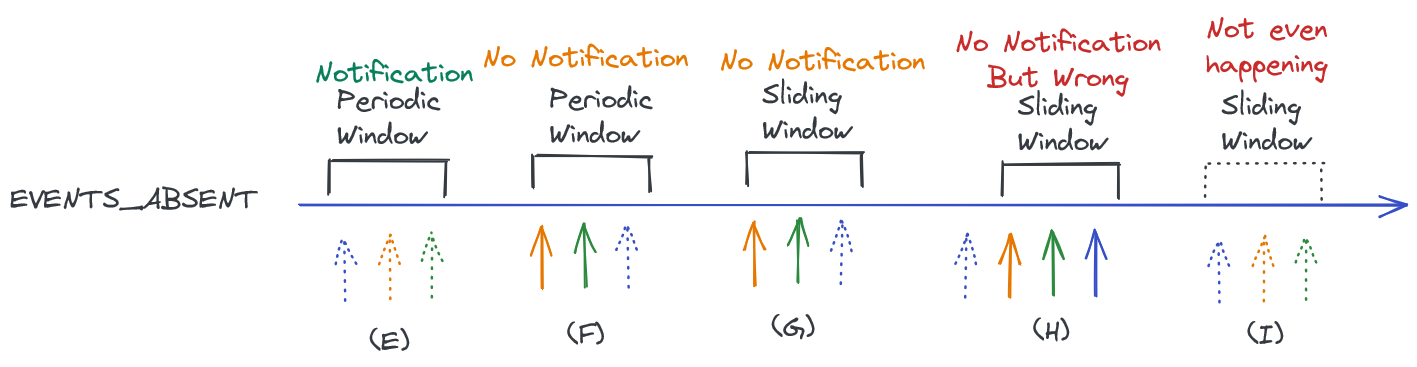 Notification
Periodic
Window
No Notification
Periodic
Window
No Notification
Sliding
Window
No Notification
But Wrong
Sliding
Window
Not even
happening
Sliding
Window
EVENTS_ABSENT
(E)
(F)
(G)
(H)
(I)